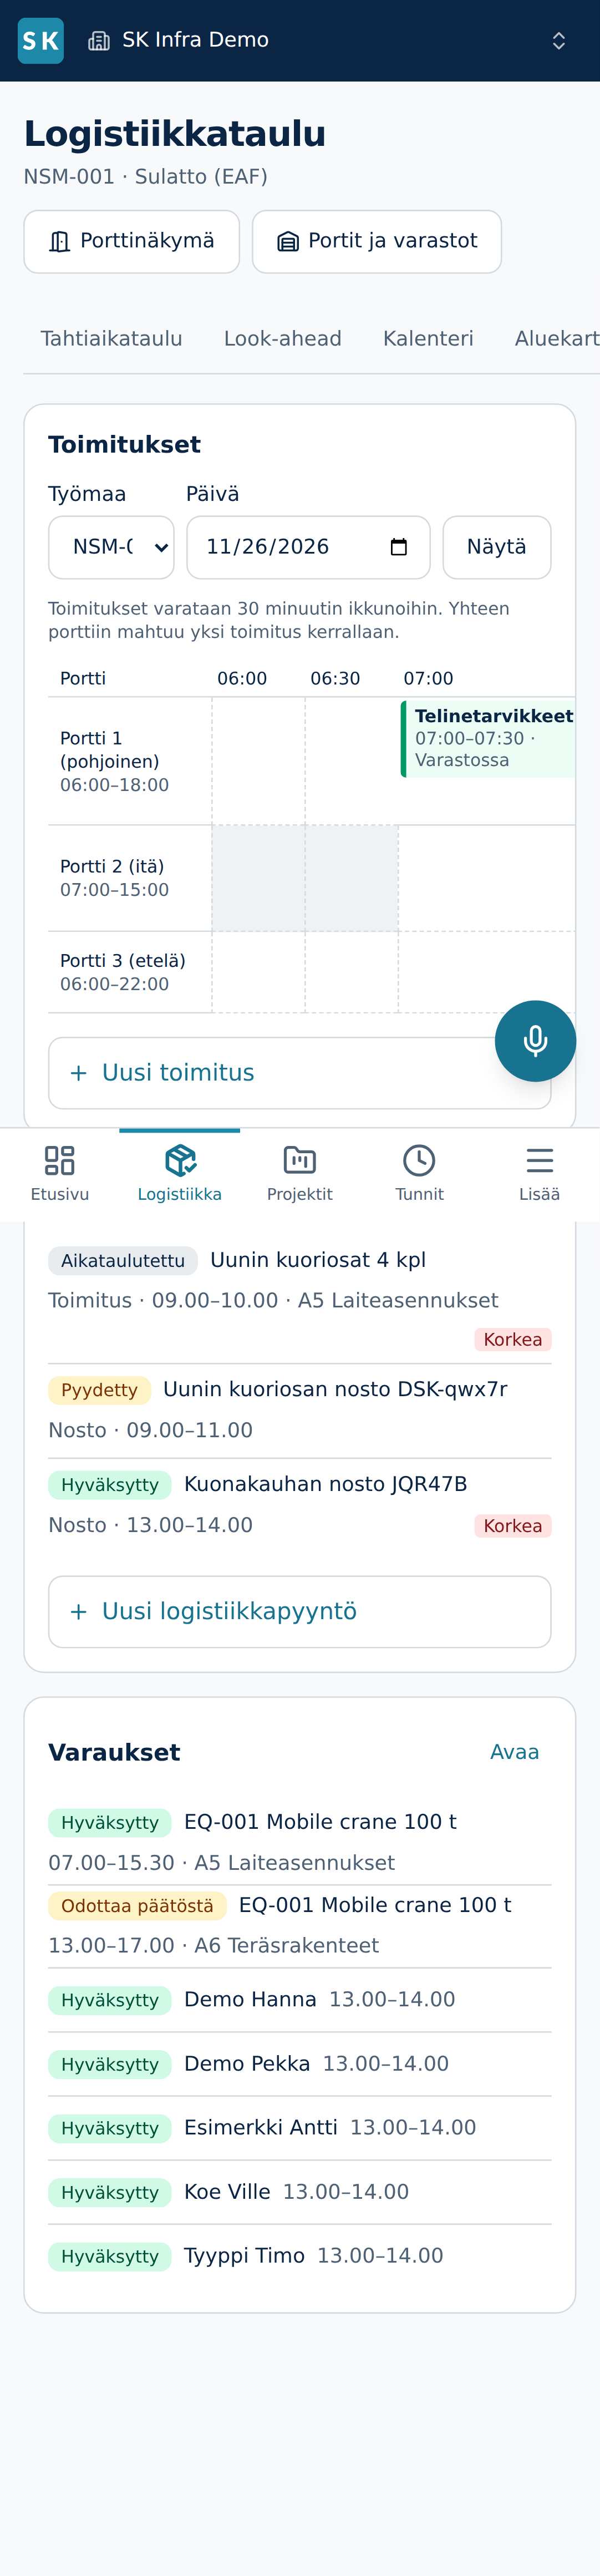 SK SK Infra Demo
Logistiikkataulu
NSM-001 · Sulatto (EAF)
Porttinäkymä Portit ja varastot
Tahtiaikataulu Look-ahead Kalenteri Aluekart
Toimitukset
Työmaa Päivä
NSM-0 11/26/2026 Näytä
Toimitukset varataan 30 minuutin ikkunoihin. Yhteen
porttiin mahtuu yksi toimitus kerrallaan.
Portti 06:00 06:30 07:00
Portti 1
(pohjoinen)
06:00–18:00
Telinetarvikkeet
07:00–07:30 ·
Varastossa
Portti 2 (itä)
07:00–15:00
Portti 3 (etelä)
06:00–22:00
+ Uusi toimitus
Etusivu Logistiikka Projektit Tunnit Lisää
Aikataulutettu Uunin kuoriosat 4 kpl
Toimitus · 09.00–10.00 · A5 Laiteasennukset
Korkea
Pyydetty Uunin kuoriosan nosto DSK-qwx7r
Nosto · 09.00–11.00
Hyväksytty Kuonakauhan nosto JQR47B
Nosto · 13.00–14.00 Korkea
+ Uusi logistiikkapyyntö
Varaukset Avaa
Hyväksytty EQ-001 Mobile crane 100 t
07.00–15.30 · A5 Laiteasennukset
Odottaa päätöstä EQ-001 Mobile crane 100 t
13.00–17.00 · A6 Teräsrakenteet
Hyväksytty Demo Hanna 13.00–14.00
Hyväksytty Demo Pekka 13.00–14.00
Hyväksytty Esimerkki Antti 13.00–14.00
Hyväksytty Koe Ville 13.00–14.00
Hyväksytty Tyyppi Timo 13.00–14.00